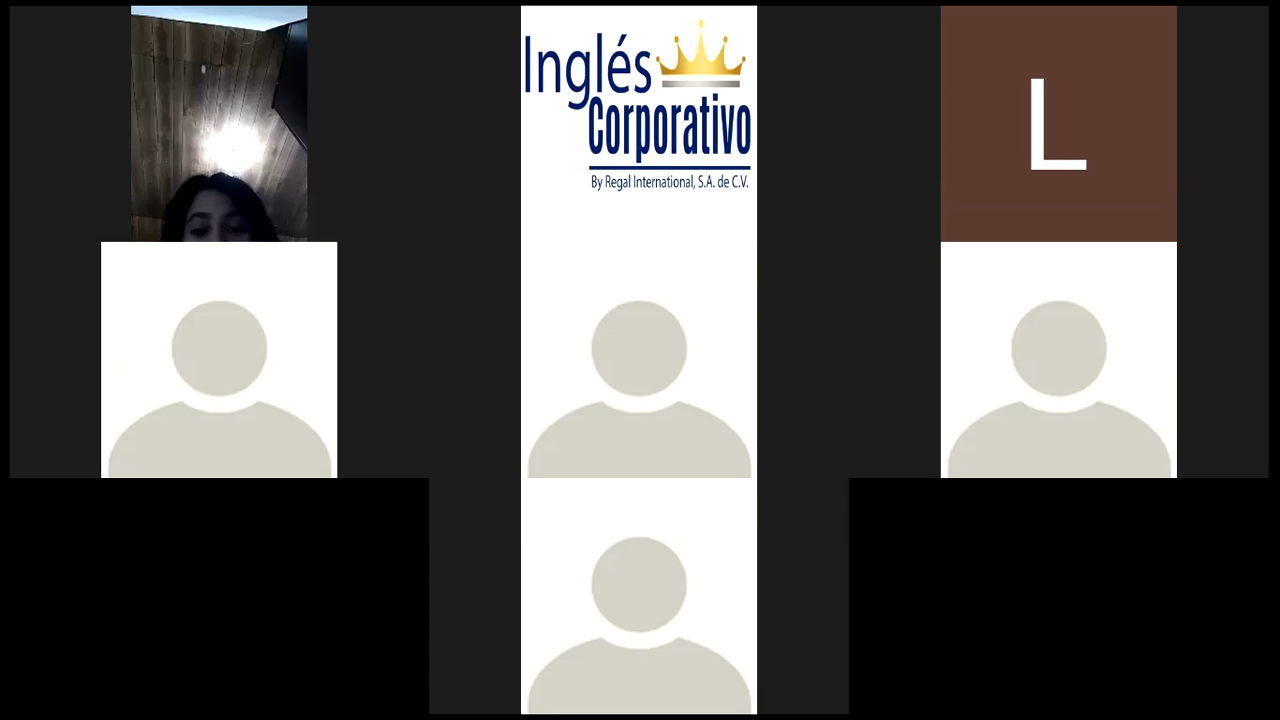 Inglés
Corporativo
By Regal International, S.A. de C.V.
L